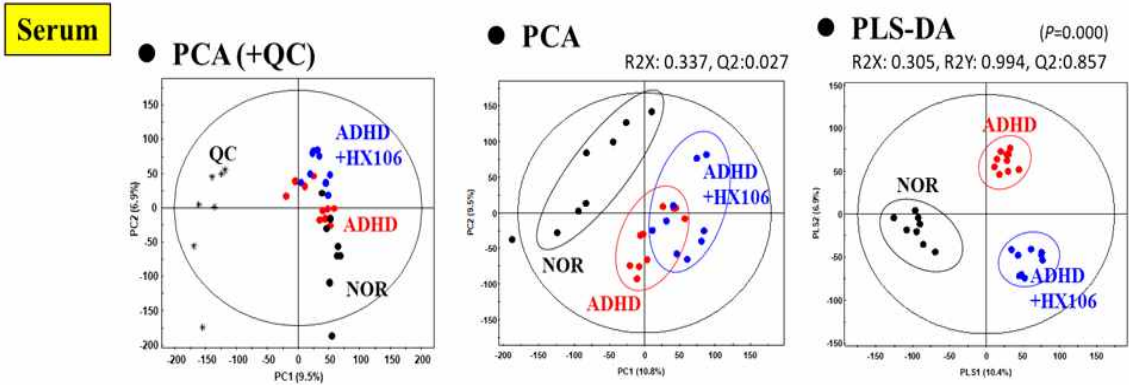 Serum
● PCA (+QC)
QC
ADHD
+HX106
ADHD
NOR
PC2 (6.9%)
150
100
50
0
-50
-100
-150
-200
-200 -150 -100 -50 0 50 100 150 200
PC1 (9.5%)
● PCA
R2X: 0.337, Q2:0.027
NOR
ADHD
+HX106
ADHD
PC2 (9.5%)
150
100
50
0
-50
-100
-150
-200 -150 -100 -50 0 50 100 150 200
PC1 (10.8%)
● PLS-DA (P=0.000)
R2X: 0.305, R2Y: 0.994, Q2:0.857
ADHD
NOR
ADHD
+HX106
PLS2 (6.9%)
150
100
50
0
-50
-100
-150
-150 -100 -50 0 50 100 150
PLS1 (10.4%)